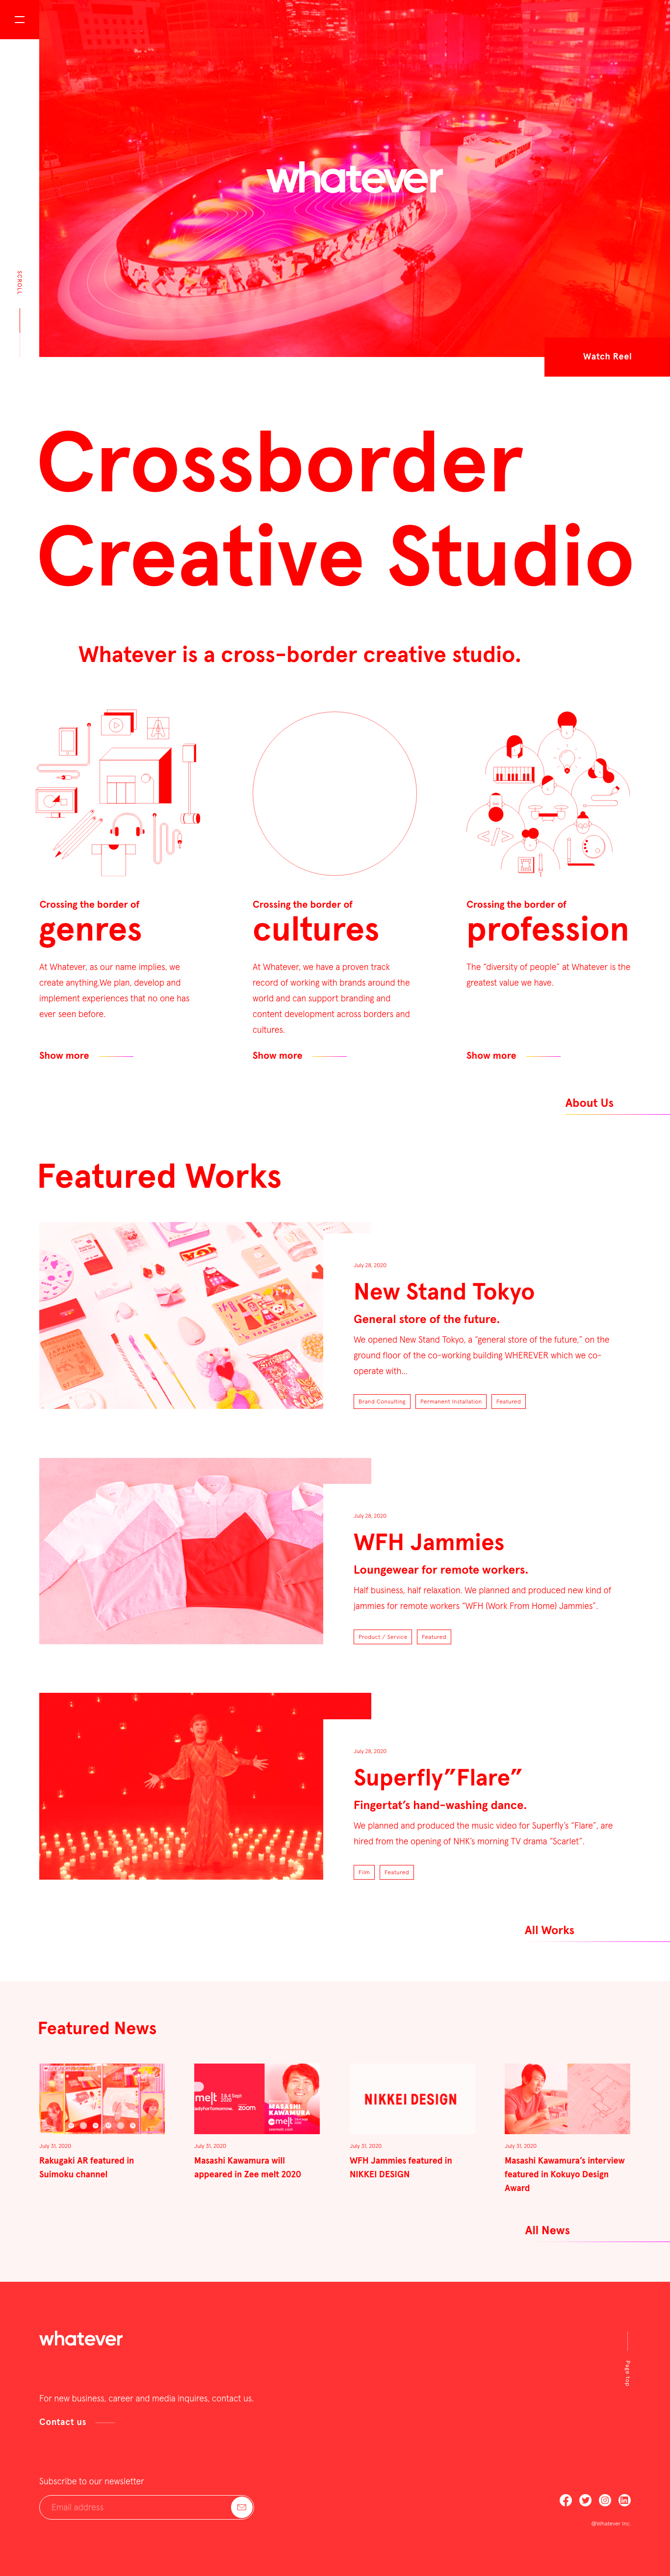 whatever
UNLIMITED STADIUM
SCROLL
Watch Reel
Crossborder
Creative Studio
Whatever is a cross-border creative studio.
Crossing the border of
genres
At Whatever, as our name implies, we
create anything.We plan, develop and
implement experiences that no one has
ever seen before.
Show more
Crossing the border of
cultures
At Whatever, we have a proven track
record of working with brands around the
world and can support branding and
content development across borders and
cultures.
Show more
Crossing the border of
profession
The “diversity of people” at Whatever is the
greatest value we have.
Show more
About Us
Featured Works
July 28, 2020
New Stand Tokyo
General store of the future.
We opened New Stand Tokyo, a “general store of the future,” on the
ground floor of the co-working building WHEREVER which we co-
operate with...
Brand Consulting
Permanent Installation
Featured
July 28, 2020
WFH Jammies
Loungewear for remote workers.
Half business, half relaxation. We planned and produced new kind of
jammies for remote workers “WFH (Work From Home) Jammies”.
Product / Service
Featured
July 28, 2020
Superfly”Flare”
Fingertat’s hand-washing dance.
We planned and produced the music video for Superfly’s “Flare”, are
hired from the opening of NHK’s morning TV drama “Scarlet”.
Film
Featured
All Works
Featured News
July 31, 2020
Rakugaki AR featured in
Suimoku channel
melt
3&4 Sept
2020
zoom
MASASHI
KAWAMURA
melt
July 31, 2020
Masashi Kawamura will
appeared in Zee melt 2020
NIKKEI DESIGN
July 31, 2020
WFH Jammies featured in
NIKKEI DESIGN
July 31, 2020
Masashi Kawamura’s interview
featured in Kokuyo Design
Award
All News
whatever
Page top
For new business, career and media inquires, contact us.
Contact us
Subscribe to our newsletter
Email address
@Whatever Inc.